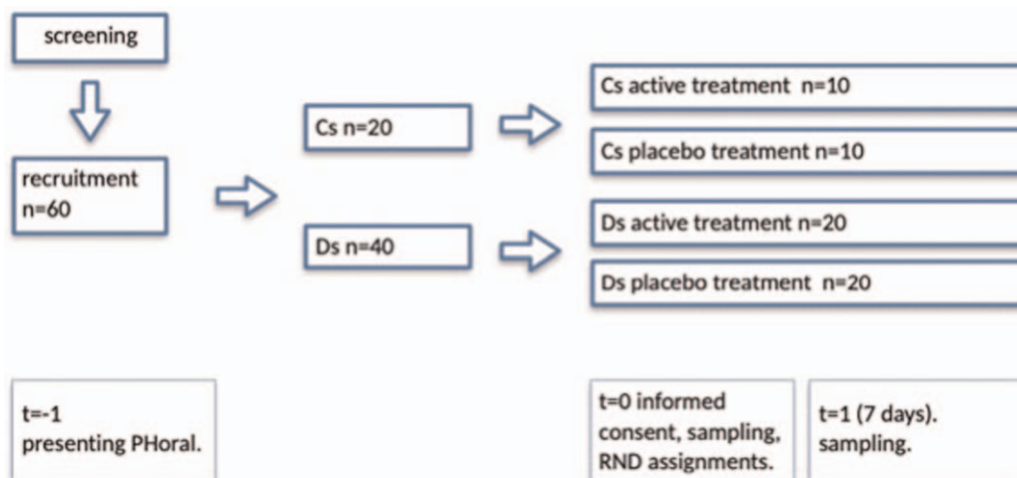 screening
recruitment
n=60
Cs n=20
Ds n=40
Cs active treatment n=10
Cs placebo treatment n=10
Ds active treatment n=20
Ds placebo treatment n=20
t=-1
presenting PHoral.
t=0 informed
consent, sampling,
RND assignments.
t=1 (7 days).
sampling.